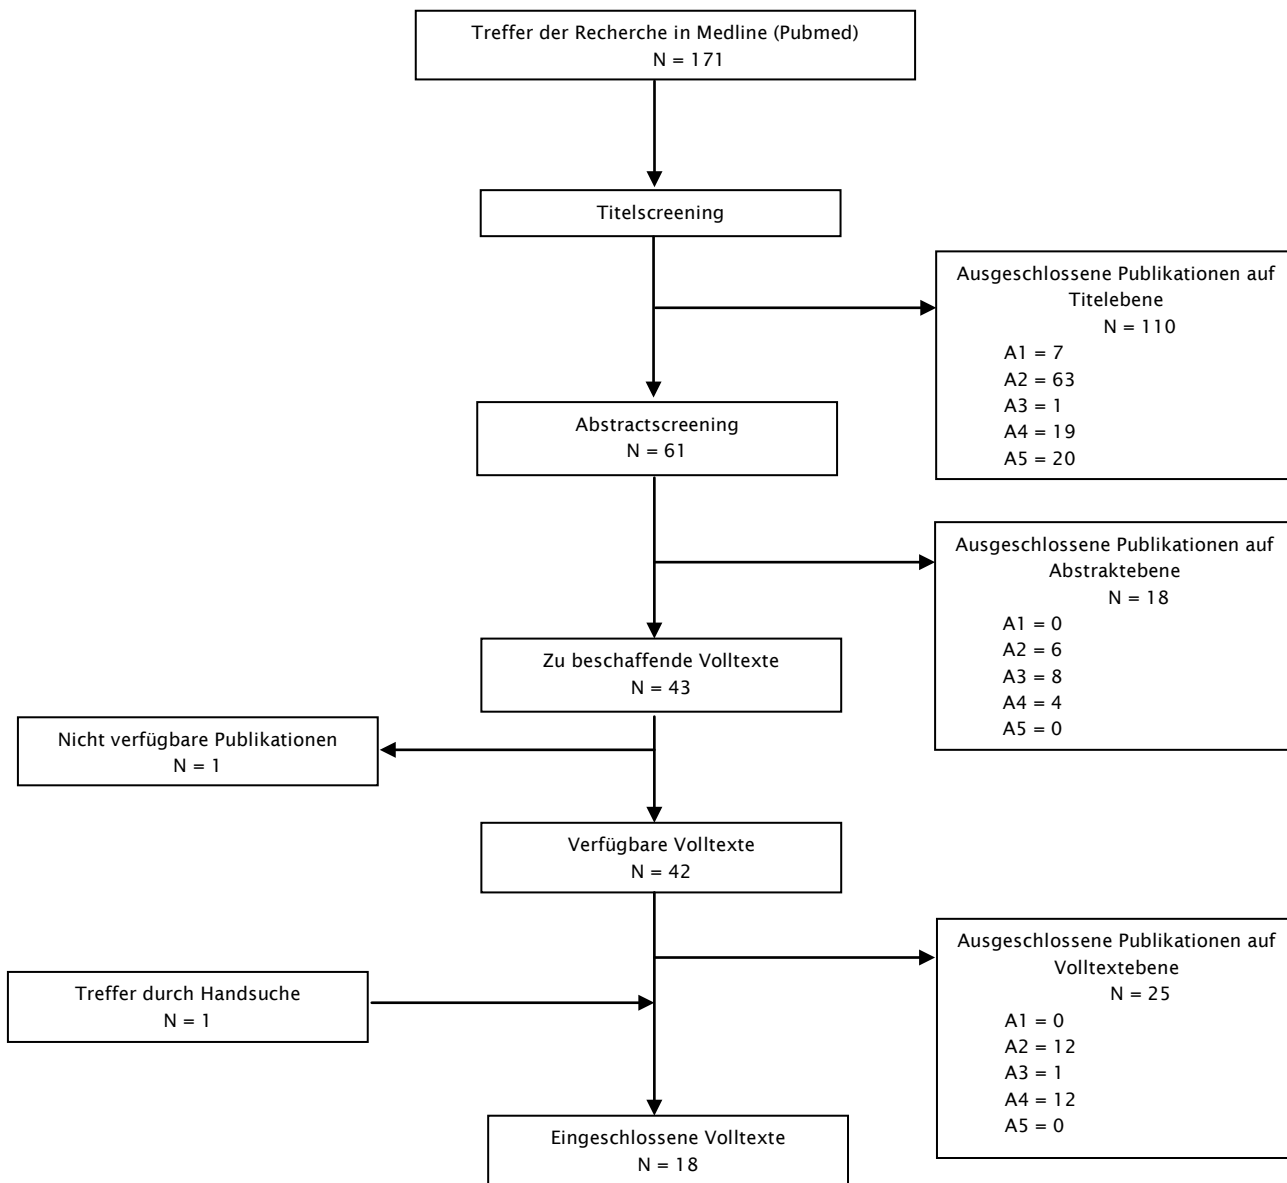 Treffer der Recherche in Medline (Pubmed)
N = 171
Titelscreening
Ausgeschlossene Publikationen auf
Titelebene
N = 110
A1 = 7
A2 = 63
A3 = 1
A4 = 19
A5 = 20
Abstractscreening
N = 61
Ausgeschlossene Publikationen auf
Abstraktebene
N = 18
A1 = 0
A2 = 6
A3 = 8
A4 = 4
A5 = 0
Zu beschaffende Volltexte
N = 43
Nicht verfügbare Publikationen
N = 1
Verfügbare Volltexte
N = 42
Ausgeschlossene Publikationen auf
Volltextebene
N = 25
A1 = 0
A2 = 12
A3 = 1
A4 = 12
A5 = 0
Treffer durch Handsuche
N = 1
Eingeschlossene Volltexte
N = 18